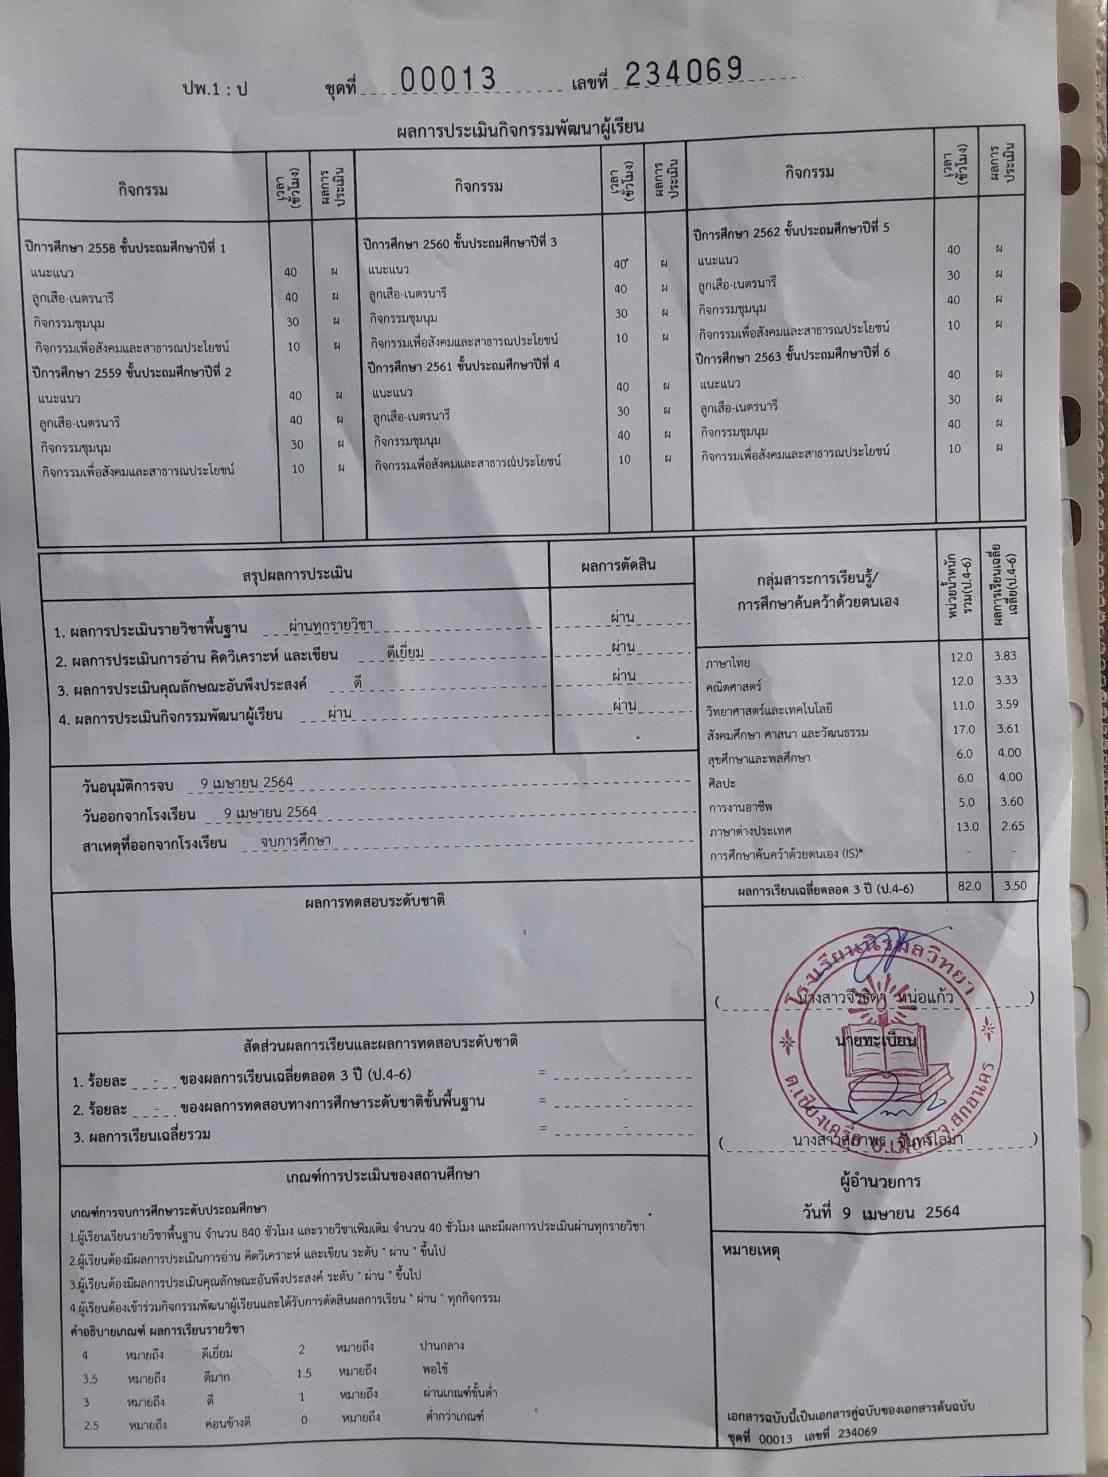 ปพ.1 : ป ชุดที่ 00013 เลขที่ 234069
ผลการประเมินกิจกรรมพัฒนาผู้เรียน
กิจกรรม เวลา (ชั่วโมง) ผลการประเมิน กิจกรรม เวลา (ชั่วโมง) ผลการประเมิน กิจกรรม เวลา (ชั่วโมง) ผลการประเมิน
ปีการศึกษา 2558 ชั้นประถมศึกษาปีที่ 1
แนะแนว 40 ผ
ลูกเสือ-เนตรนารี 40 ผ
กิจกรรมชุมนุม 30 ผ
กิจกรรมเพื่อสังคมและสาธารณประโยชน์ 10 ผ
ปีการศึกษา 2559 ชั้นประถมศึกษาปีที่ 2
แนะแนว 40 ผ
ลูกเสือ-เนตรนารี 40 ผ
กิจกรรมชุมนุม 30 ผ
กิจกรรมเพื่อสังคมและสาธารณประโยชน์ 10 ผ
ปีการศึกษา 2560 ชั้นประถมศึกษาปีที่ 3
แนะแนว 40 ผ
ลูกเสือ-เนตรนารี 40 ผ
กิจกรรมชุมนุม 30 ผ
กิจกรรมเพื่อสังคมและสาธารณประโยชน์ 10 ผ
ปีการศึกษา 2561 ชั้นประถมศึกษาปีที่ 4
แนะแนว 40 ผ
ลูกเสือ-เนตรนารี 30 ผ
กิจกรรมชุมนุม 40 ผ
กิจกรรมเพื่อสังคมและสาธารณประโยชน์ 10 ผ
ปีการศึกษา 2562 ชั้นประถมศึกษาปีที่ 5
แนะแนว 40 ผ
ลูกเสือ-เนตรนารี 30 ผ
กิจกรรมชุมนุม 40 ผ
กิจกรรมเพื่อสังคมและสาธารณประโยชน์ 10 ผ
ปีการศึกษา 2563 ชั้นประถมศึกษาปีที่ 6
แนะแนว 40 ผ
ลูกเสือ-เนตรนารี 30 ผ
กิจกรรมชุมนุม 40 ผ
กิจกรรมเพื่อสังคมและสาธารณประโยชน์ 10 ผ
สรุปผลการประเมิน ผลการตัดสิน
1. ผลการประเมินรายวิชาพื้นฐาน ผ่านทุกรายวิชา ผ่าน
2. ผลการประเมินการอ่าน คิดวิเคราะห์ และเขียน ดีเยี่ยม ผ่าน
3. ผลการประเมินคุณลักษณะอันพึงประสงค์ ดี ผ่าน
4. ผลการประเมินกิจกรรมพัฒนาผู้เรียน ผ่าน ผ่าน
วันอนุมัติการจบ 9 เมษายน 2564
วันออกจากโรงเรียน 9 เมษายน 2564
สาเหตุที่ออกจากโรงเรียน จบการศึกษา
กลุ่มสาระการเรียนรู้/ การศึกษาค้นคว้าด้วยตนเอง หน่วยน้ำหนักรวม(ป.4-6) ผลการเรียนเฉลี่ยเฉลี่ย(ป.4-6)
ภาษาไทย 12.0 3.83
คณิตศาสตร์ 12.0 3.33
วิทยาศาสตร์และเทคโนโลยี 11.0 3.59
สังคมศึกษา ศาสนา และวัฒนธรรม 17.0 3.61
สุขศึกษาและพลศึกษา 6.0 4.00
ศิลปะ 6.0 4.00
การงานอาชีพ 5.0 3.60
ภาษาต่างประเทศ 13.0 2.65
การศึกษาค้นคว้าด้วยตนเอง (IS)* - -
ผลการเรียนเฉลี่ยตลอด 3 ปี (ป.4-6) 82.0 3.50
ผลการทดสอบระดับชาติ
สัดส่วนผลการเรียนและผลการทดสอบระดับชาติ
1. ร้อยละ - ของผลการเรียนเฉลี่ยตลอด 3 ปี (ป.4-6) = -
2. ร้อยละ - ของผลการทดสอบทางการศึกษาระดับชาติขั้นพื้นฐาน = -
3. ผลการเรียนเฉลี่ยรวม = -
โรงเรียนนิรมลวิทยา
( นางสาวจิรธิดา หน่อแก้ว )
นายทะเบียน
ต.เชียงเครือ อ.เมือง จ.สกลนคร
( นางสาวสุภาพร จันทรโสมา )
ผู้อำนวยการ
วันที่ 9 เมษายน 2564
เกณฑ์การประเมินของสถานศึกษา
เกณฑ์การจบการศึกษาระดับประถมศึกษา
1.ผู้เรียนเรียนรายวิชาพื้นฐาน จำนวน 840 ชั่วโมง และรายวิชาเพิ่มเติม จำนวน 40 ชั่วโมง และมีผลการประเมินผ่านทุกรายวิชา
2.ผู้เรียนต้องมีผลการประเมินการอ่าน คิดวิเคราะห์ และเขียน ระดับ " ผ่าน " ขึ้นไป
3.ผู้เรียนต้องมีผลการประเมินคุณลักษณะอันพึงประสงค์ ระดับ " ผ่าน " ขึ้นไป
4.ผู้เรียนต้องเข้าร่วมกิจกรรมพัฒนาผู้เรียนและได้รับการตัดสินผลการเรียน " ผ่าน " ทุกกิจกรรม
คำอธิบายเกณฑ์ ผลการเรียนรายวิชา
4 หมายถึง ดีเยี่ยม 2 หมายถึง ปานกลาง
3.5 หมายถึง ดีมาก 1.5 หมายถึง พอใช้
3 หมายถึง ดี 1 หมายถึง ผ่านเกณฑ์ขั้นต่ำ
2.5 หมายถึง ค่อนข้างดี 0 หมายถึง ต่ำกว่าเกณฑ์
หมายเหตุ
เอกสารฉบับนี้เป็นเอกสารคู่ฉบับของเอกสารต้นฉบับ
ชุดที่ 00013 เลขที่ 234069